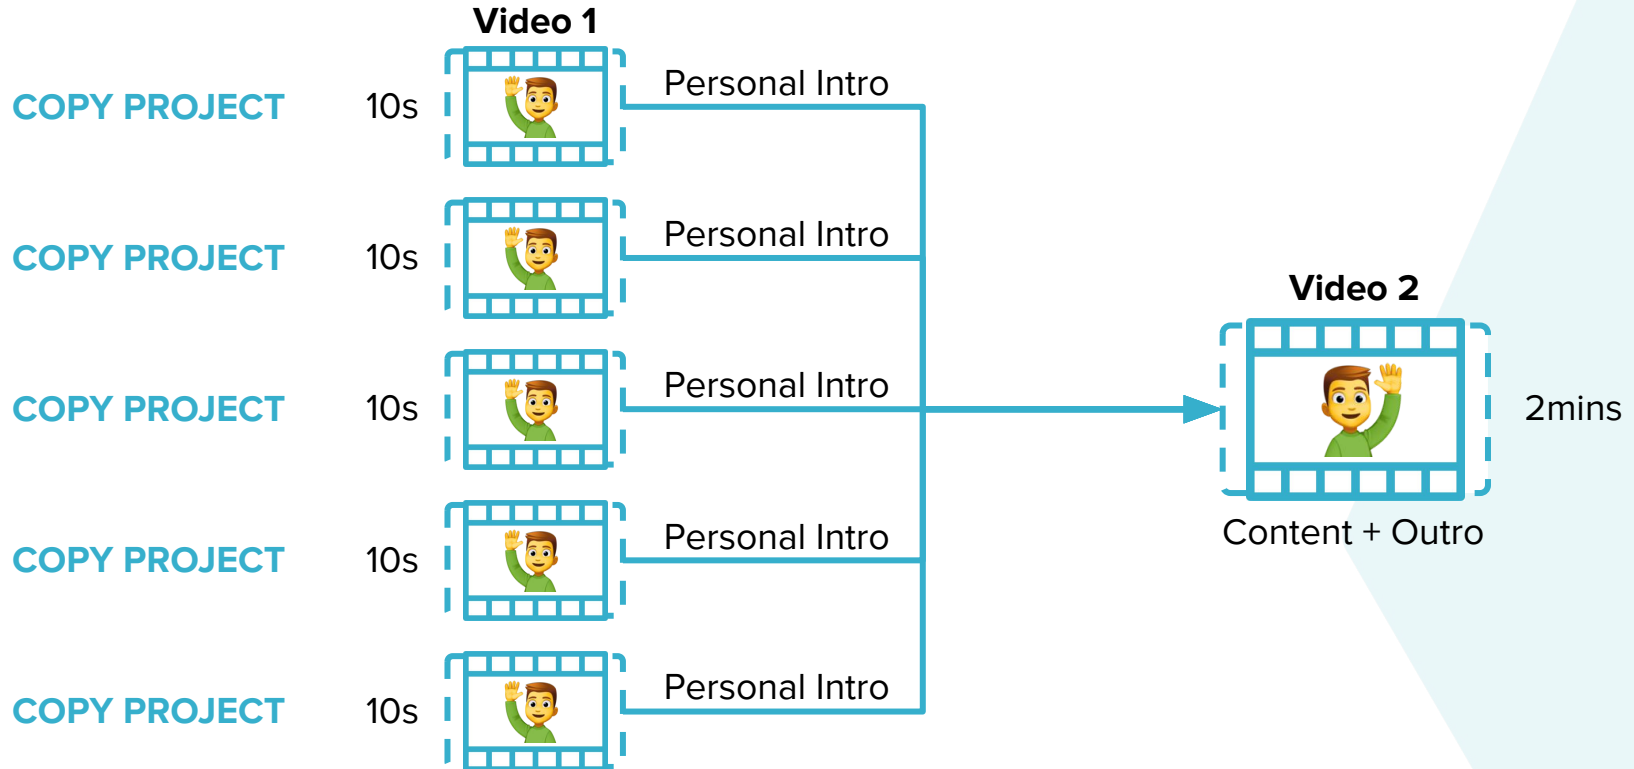 Video 1
COPY PROJECT 10s Personal Intro
COPY PROJECT 10s Personal Intro
Video 2
COPY PROJECT 10s Personal Intro 2mins
Content + Outro
COPY PROJECT 10s Personal Intro
COPY PROJECT 10s Personal Intro